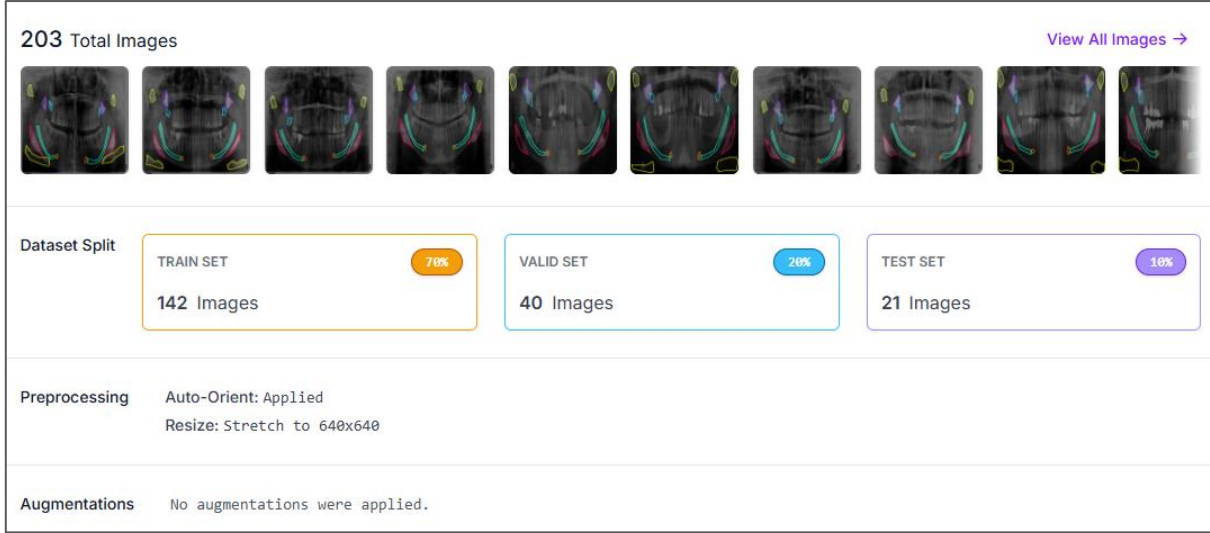 203 Total Images
View All Images →
Dataset Split
TRAIN SET
70%
142 Images
VALID SET
20%
40 Images
TEST SET
10%
21 Images
Preprocessing
Auto-Orient: Applied
Resize: Stretch to 640x640
Augmentations
No augmentations were applied.